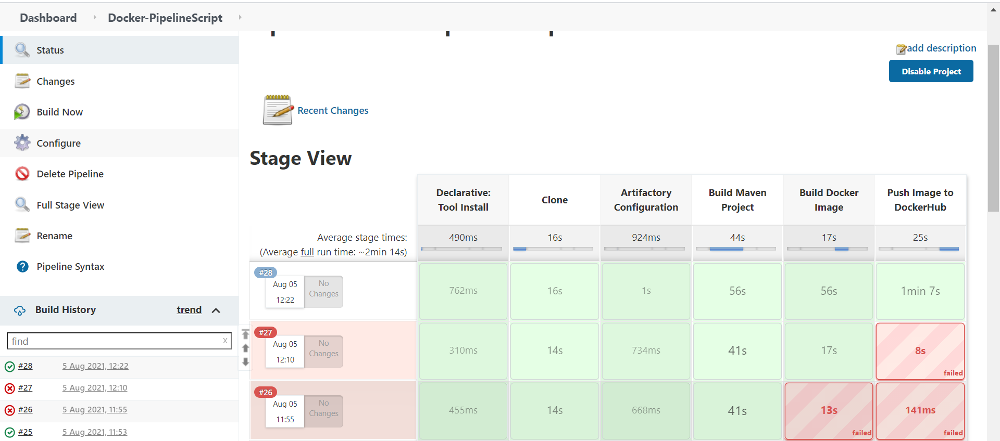 Dashboard
Docker-PipelineScript
Status
Changes
Build Now
Configure
Delete Pipeline
Full Stage View
Rename
Pipeline Syntax
Build History
trend
find
x
#28 5 Aug 2021, 12:22
#27 5 Aug 2021, 12:10
#26 5 Aug 2021, 11:55
#25 5 Aug 2021, 11:53
add description
Disable Project
Recent Changes
Stage View
Declarative:
Tool Install
Clone
Artifactory
Configuration
Build Maven
Project
Build Docker
Image
Push Image to
DockerHub
Average stage times:
(Average full run time: ~2min 14s)
490ms 16s 924ms 44s 17s 25s
#28
Aug 05
12:22
No
Changes
762ms 16s 1s 56s 56s 1min 7s
#27
Aug 05
12:10
No
Changes
310ms 14s 734ms 41s 17s 8s
failed
#26
Aug 05
11:55
No
Changes
455ms 14s 668ms 41s 13s 141ms
failed failed